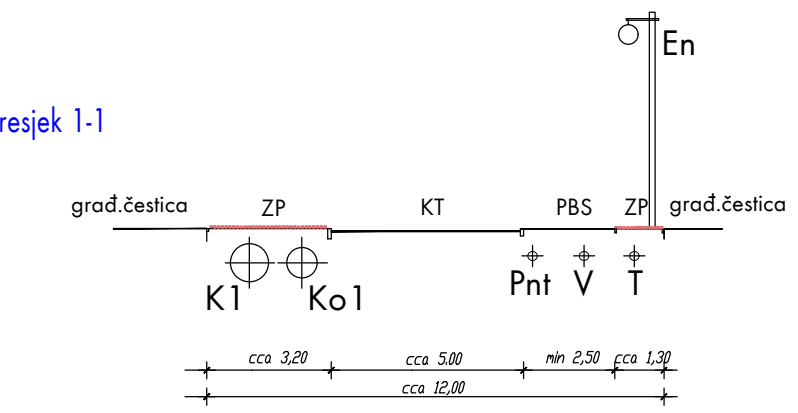 En
resjek 1-1
građ.čestica ZP KT PBS ZP građ.čestica
K1 Ko1 Pnt V T
cca 3,20 cca 5.00 min 2,50 cca 1,30
cca 12,00